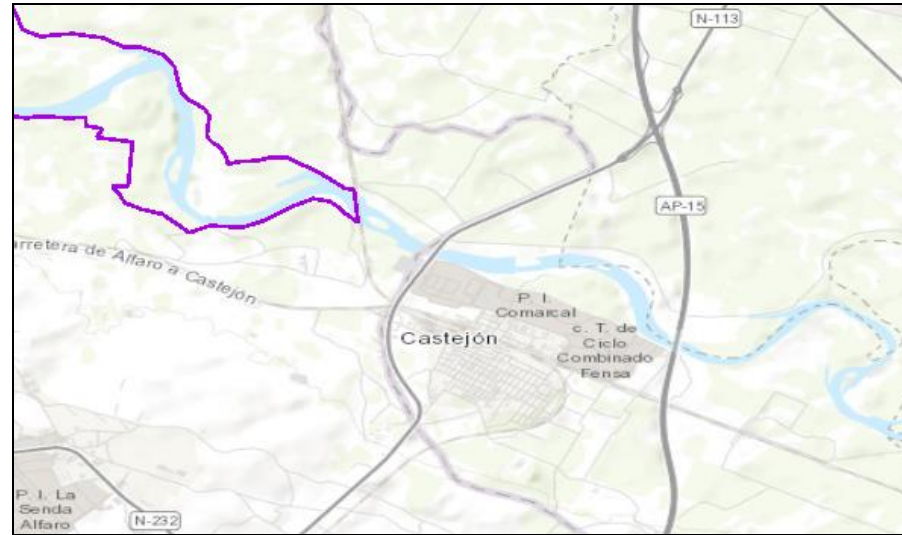 N-113
AP-15
arretera de Alfaro a Castejón
P. I.
Comarcal
Castejón
c. T. de
Ciclo
Combinado
Fensa
P. I. La
Senda
Alfaro
N-232